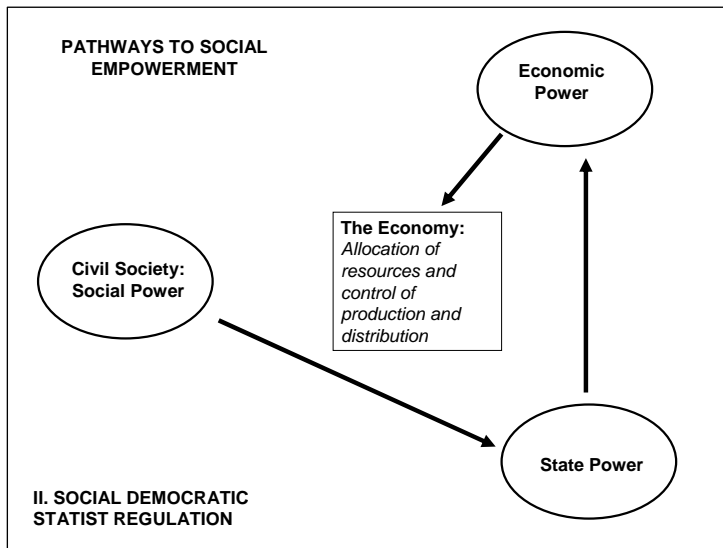 PATHWAYS TO SOCIAL
EMPOWERMENT
Economic
Power
The Economy:
Allocation of
resources and
control of
production and
distribution
Civil Society:
Social Power
State Power
II. SOCIAL DEMOCRATIC
STATIST REGULATION